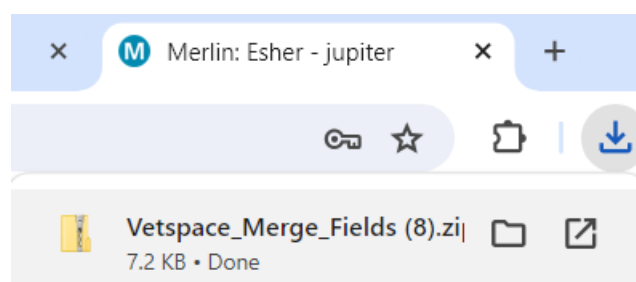 M Merlin: Esher - jupiter
Vetspace_Merge_Fields (8).zi
7.2 KB • Done